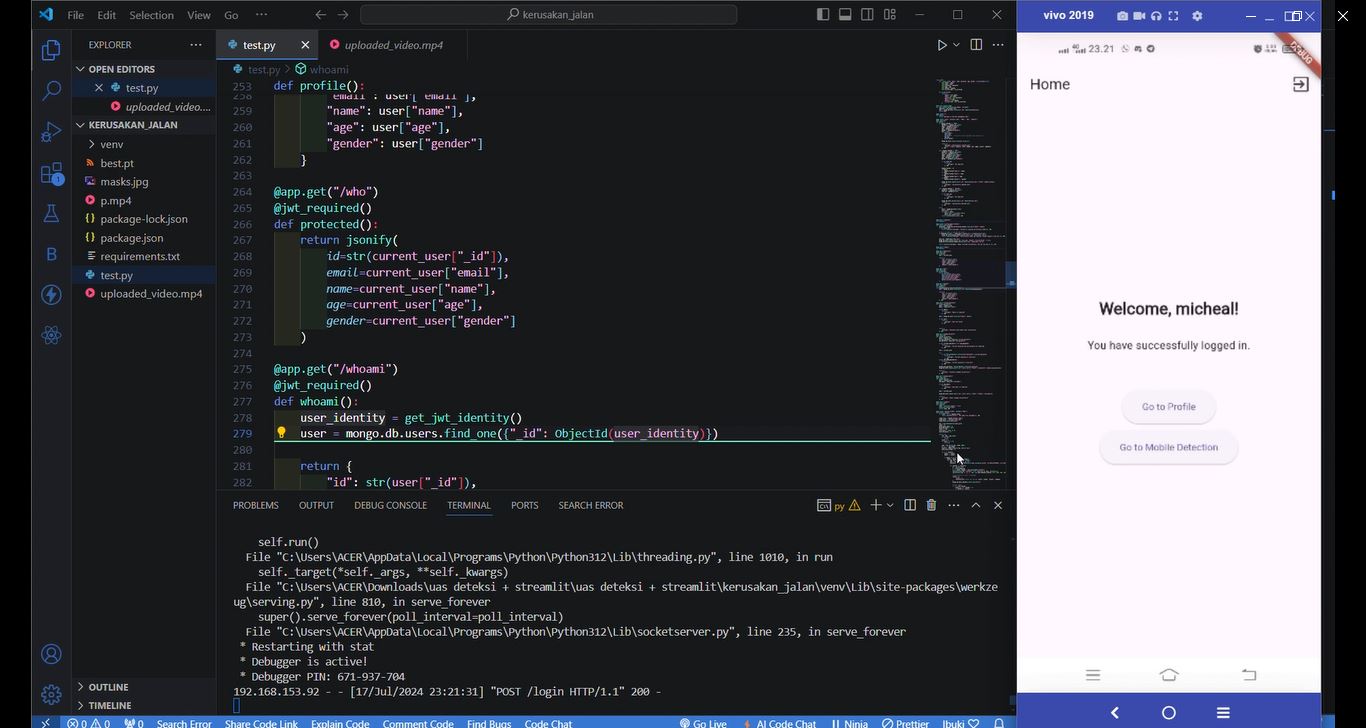 File Edit Selection View Go ···
kerusakan_jalan
EXPLORER ···
OPEN EDITORS
test.py
uploaded_video....
KERUSAKAN_JALAN
venv
best.pt
masks.jpg
p.mp4
package-lock.json
package.json
requirements.txt
test.py
uploaded_video.mp4
OUTLINE
TIMELINE
test.py uploaded_video.mp4
test.py > whoami
253 def profile():
258 "email": user["email"],
259 "name": user["name"],
260 "age": user["age"],
261 "gender": user["gender"]
262 }
263
264 @app.get("/who")
265 @jwt_required()
266 def protected():
267 return jsonify(
268 id=str(current_user["_id"]),
269 email=current_user["email"],
270 name=current_user["name"],
271 age=current_user["age"],
272 gender=current_user["gender"]
273 )
274
275 @app.get("/whoami")
276 @jwt_required()
277 def whoami():
278 user_identity = get_jwt_identity()
279 user = mongo.db.users.find_one({"_id": ObjectId(user_identity)})
280
281 return {
282 "id": str(user["_id"]),
PROBLEMS OUTPUT DEBUG CONSOLE TERMINAL PORTS SEARCH ERROR
py
self.run()
File "C:\Users\ACER\AppData\Local\Programs\Python\Python312\Lib\threading.py", line 1010, in run
self._target(*self._args, **self._kwargs)
File "C:\Users\ACER\Downloads\uas deteksi + streamlit\uas deteksi + streamlit\kerusakan_jalan\venv\Lib\site-packages\werkze
ug\serving.py", line 810, in serve_forever
super().serve_forever(poll_interval=poll_interval)
File "C:\Users\ACER\AppData\Local\Programs\Python\Python312\Lib\socketserver.py", line 235, in serve_forever
* Restarting with stat
* Debugger is active!
* Debugger PIN: 671-937-704
192.168.153.92 - - [17/Jul/2024 23:21:31] "POST /login HTTP/1.1" 200 -
0 0 0 Search Error Share Code Link Explain Code Comment Code Find Bugs Code Chat Go Live AI Code Chat Ninja Prettier Ibuki
vivo 2019
23.21
DEBUG
Home
Welcome, micheal!
You have successfully logged in.
Go to Profile
Go to Mobile Detection